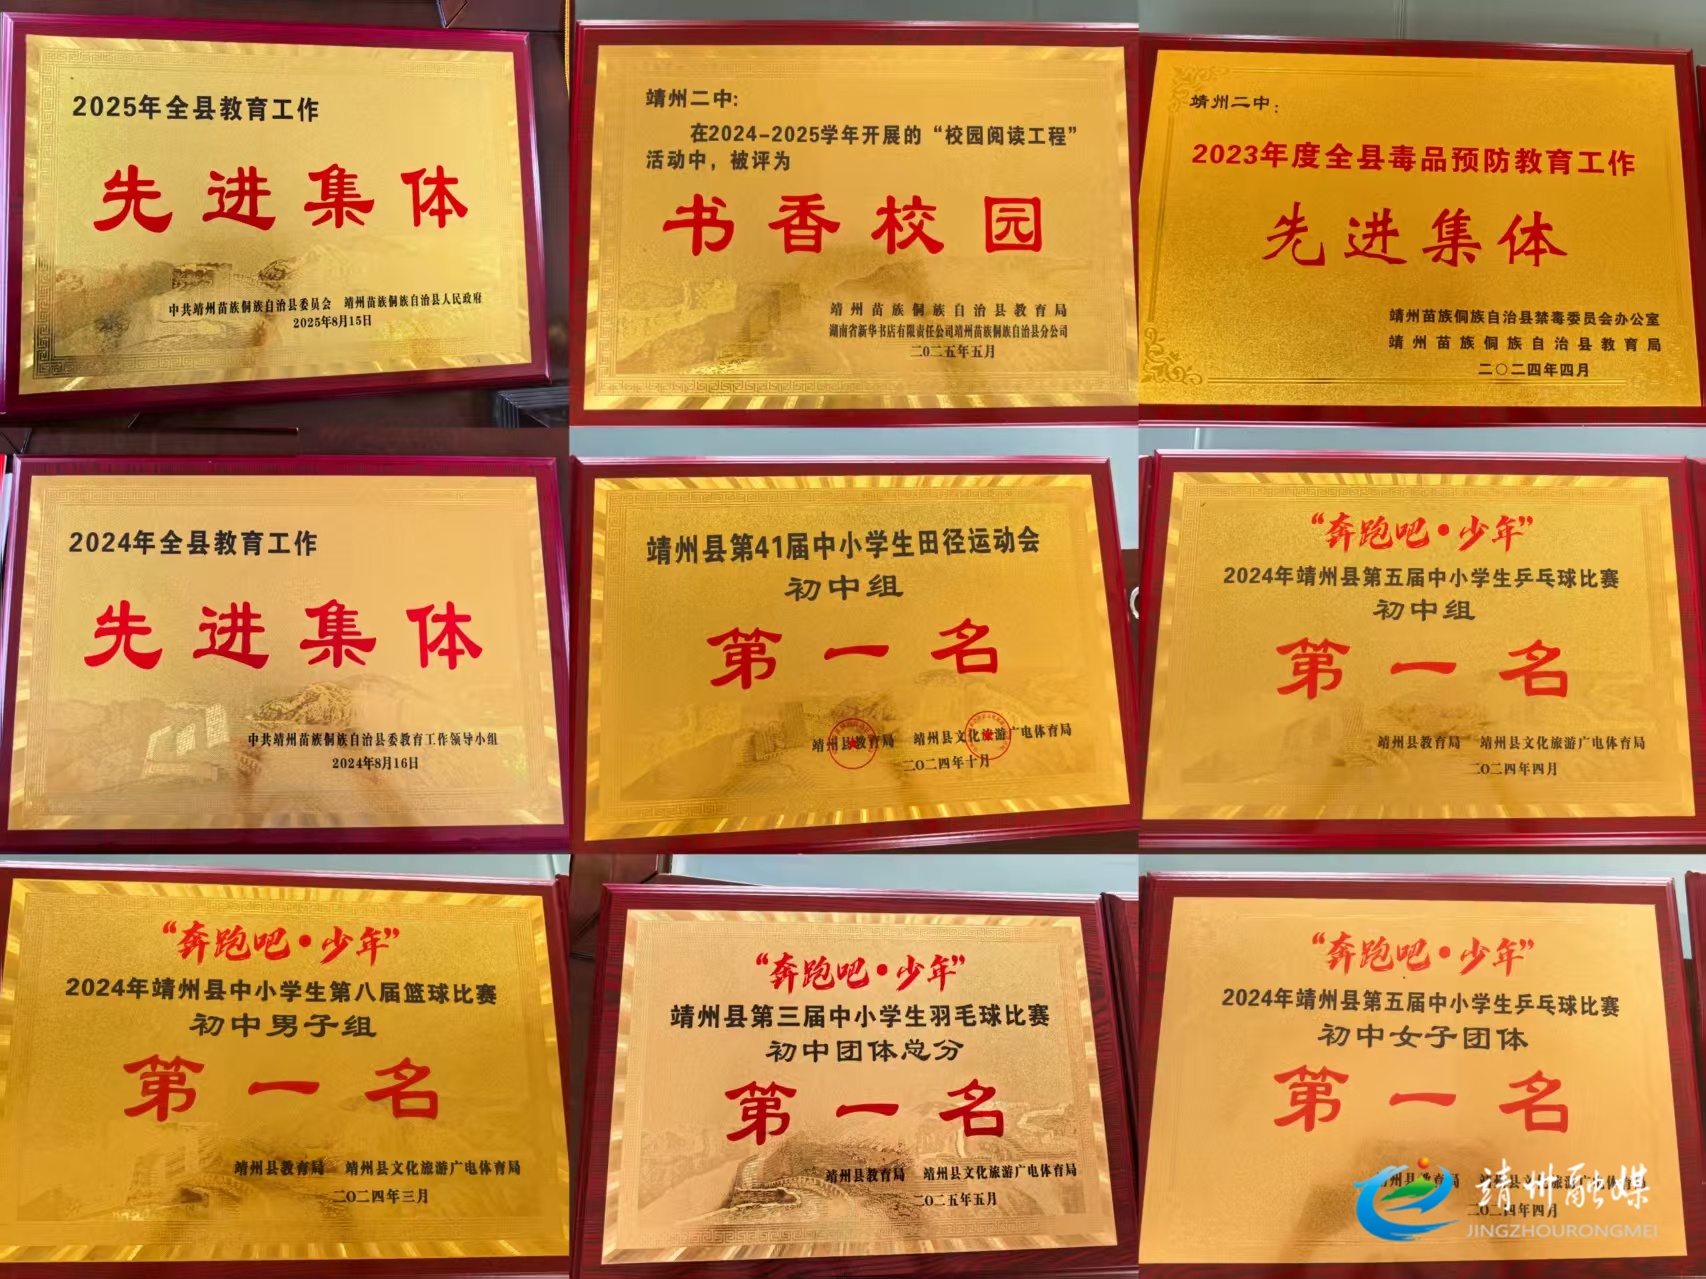 2025年全县教育工作
先进集体
中共靖州苗族侗族自治县委员会 靖州苗族侗族自治县人民政府
2025年8月15日
靖州二中:
在2024-2025学年开展的“校园阅读工程”
活动中，被评为
书香校园
靖州苗族侗族自治县教育局
湖南省新华书店有限责任公司靖州苗族侗族自治县分公司
二〇二五年五月
靖州二中:
2023年度全县毒品预防教育工作
先进集体
靖州苗族侗族自治县禁毒委员会办公室
靖州苗族侗族自治县教育局
二〇二四年四月
2024年全县教育工作
先进集体
中共靖州苗族侗族自治县委教育工作领导小组
2024年8月16日
靖州县第41届中小学生田径运动会
初中组
第一名
靖州县教育局 靖州县文化旅游广电体育局
二〇二四年十月
“奔跑吧·少年”
2024年靖州县第五届中小学生乒乓球比赛
初中组
第一名
靖州县教育局 靖州县文化旅游广电体育局
二〇二四年四月
“奔跑吧·少年”
2024年靖州县中小学生第八届篮球比赛
初中男子组
第一名
靖州县教育局 靖州县文化旅游广电体育局
二〇二四年三月
“奔跑吧·少年”
靖州县第三届中小学生羽毛球比赛
初中团体总分
第一名
靖州县教育局 靖州县文化旅游广电体育局
二〇二五年五月
“奔跑吧·少年”
2024年靖州县第五届中小学生乒乓球比赛
初中女子团体
第一名
靖州县教育局 靖州县文化旅游广电体育局
二〇二四年四月
靖州融媒
JINGZHOURONGMEI